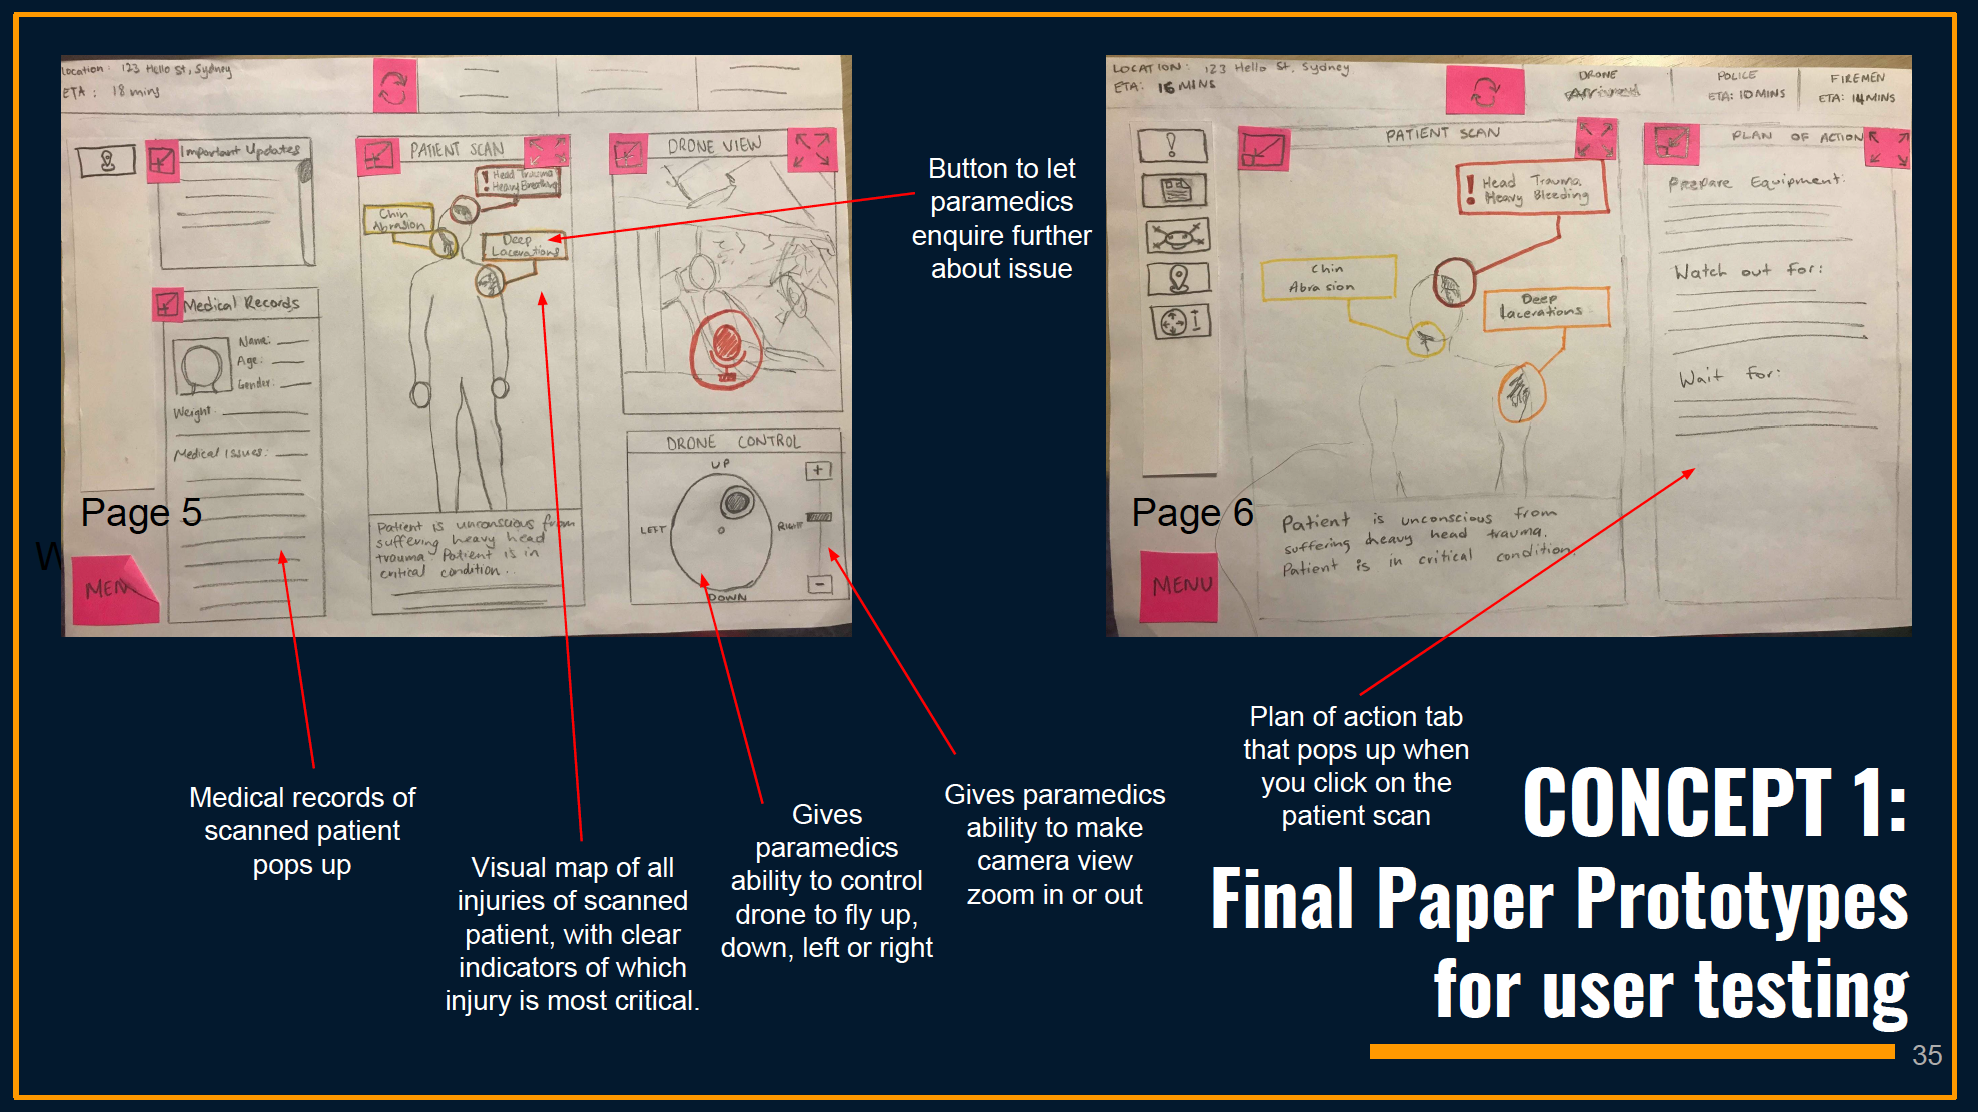 Location: 123 Hello St, Sydney
ETA: 18 mins
Important Updates
Medical Records
Name:
Age:
Gender:
Weight:
Medical Issues:
Page 5
W
MENU
PATIENT SCAN
! Head Trauma
Heavy Breathing
Chin
Abrasion
Deep
Lacerations
Patient is unconscious from
suffering heavy head
trauma. Patient is in
critical condition..
DRONE VIEW
DRONE CONTROL
UP
LEFT
RIGHT
DOWN
+
-
Button to let
paramedics
enquire further
about issue
LOCATION: 123 Hello St, Sydney
ETA: 16 MINS
DRONE
Arrived
POLICE
ETA: 10 MINS
FIREMEN
ETA: 14 MINS
!
PATIENT SCAN
! Head Trauma
Heavy Bleeding
Chin
Abrasion
Deep
Lacerations
Page 6
Patient is unconscious from
suffering heavy head trauma.
Patient is in critical condition.
MENU
PLAN OF ACTION
Prepare Equipment:
Watch out for:
Wait for:
Medical records of
scanned patient
pops up
Visual map of all
injuries of scanned
patient, with clear
indicators of which
injury is most critical.
Gives
paramedics
ability to control
drone to fly up,
down, left or right
Gives paramedics
ability to make
camera view
zoom in or out
Plan of action tab
that pops up when
you click on the
patient scan
CONCEPT 1:
Final Paper Prototypes
for user testing
35